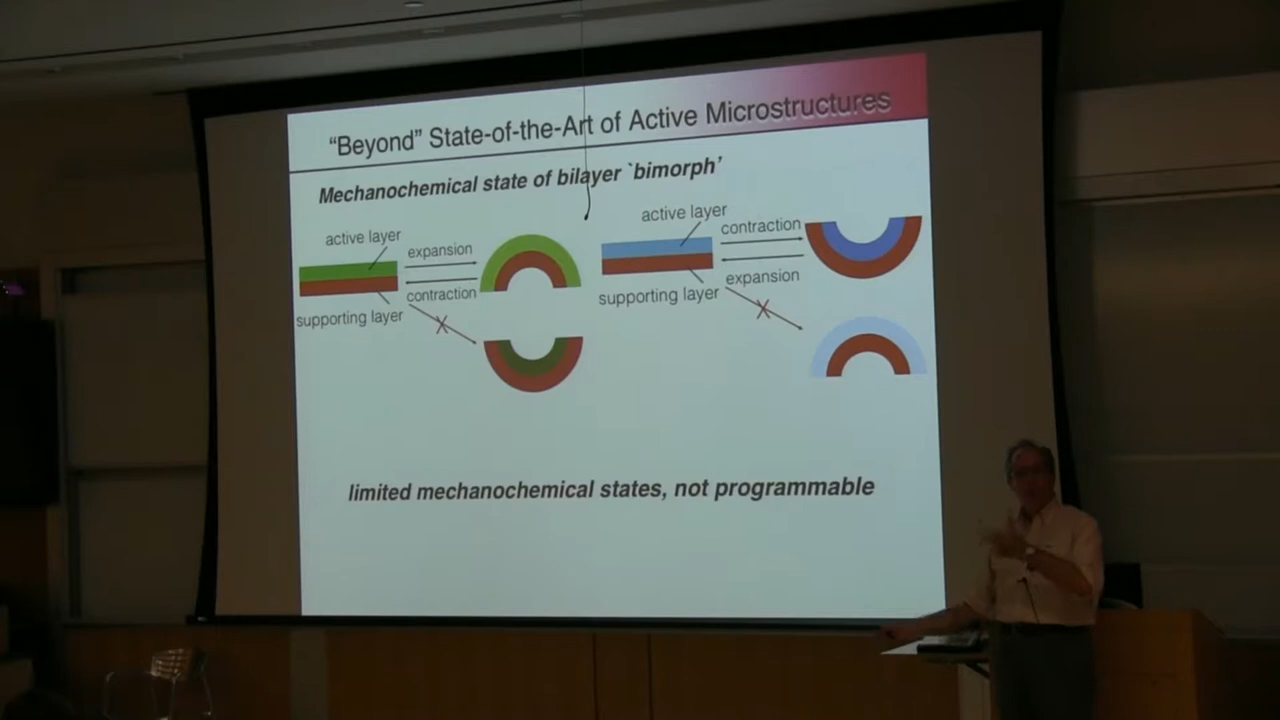 “Beyond” State-of-the-Art of Active Microstructures
Mechanochemical state of bilayer `bimorph’
active layer
expansion
contraction
supporting layer
active layer
contraction
expansion
supporting layer
limited mechanochemical states, not programmable